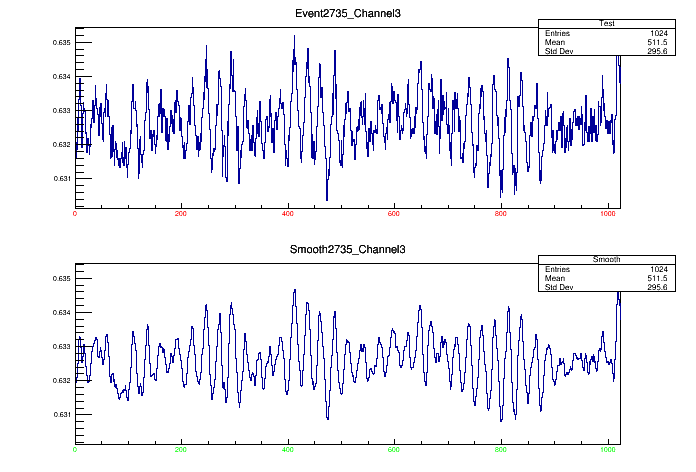 Event2735_Channel3
Test
Entries 1024
Mean 511.5
Std Dev 295.6
0.635
0.634
0.633
0.632
0.631
0 200 400 600 800 1000
Smooth2735_Channel3
Smooth
Entries 1024
Mean 511.5
Std Dev 295.6
0.635
0.634
0.633
0.632
0.631
0 200 400 600 800 1000